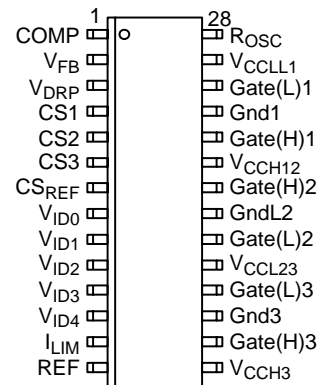 1 28
COMP R_OSC
V_FB V_CCLL1
V_DRP Gate(L)1
CS1 Gnd1
CS2 Gate(H)1
CS3 V_CCH12
CS_REF Gate(H)2
V_ID0 GndL2
V_ID1 Gate(L)2
V_ID2 V_CCL23
V_ID3 Gate(L)3
V_ID4 Gnd3
I_LIM Gate(H)3
REF V_CCH3